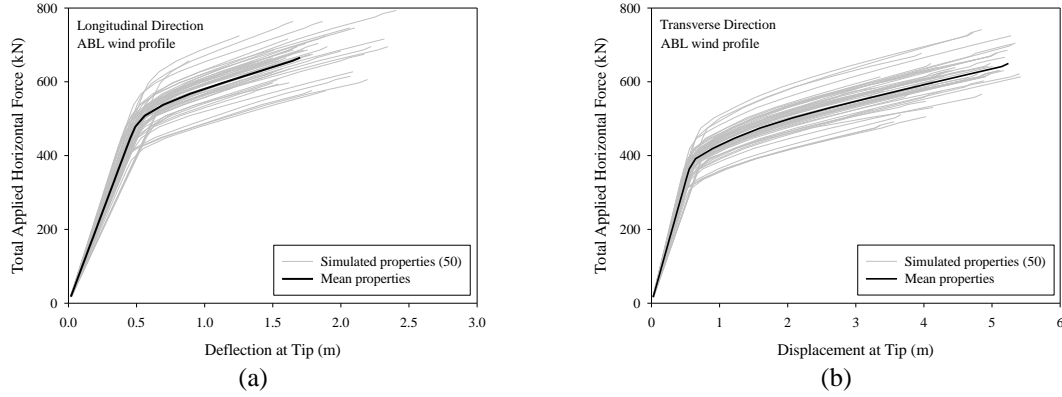 800
600
400
200
0
Total Applied Horizontal Force (kN)
Longitudinal Direction
ABL wind profile
Simulated properties (50)
Mean properties
0.0 0.5 1.0 1.5 2.0 2.5 3.0
Deflection at Tip (m)
(a)
800
600
400
200
0
Total Applied Horizontal Force (kN)
Transverse Direction
ABL wind profile
Simulated properties (50)
Mean properties
0 1 2 3 4 5 6
Displacement at Tip (m)
(b)